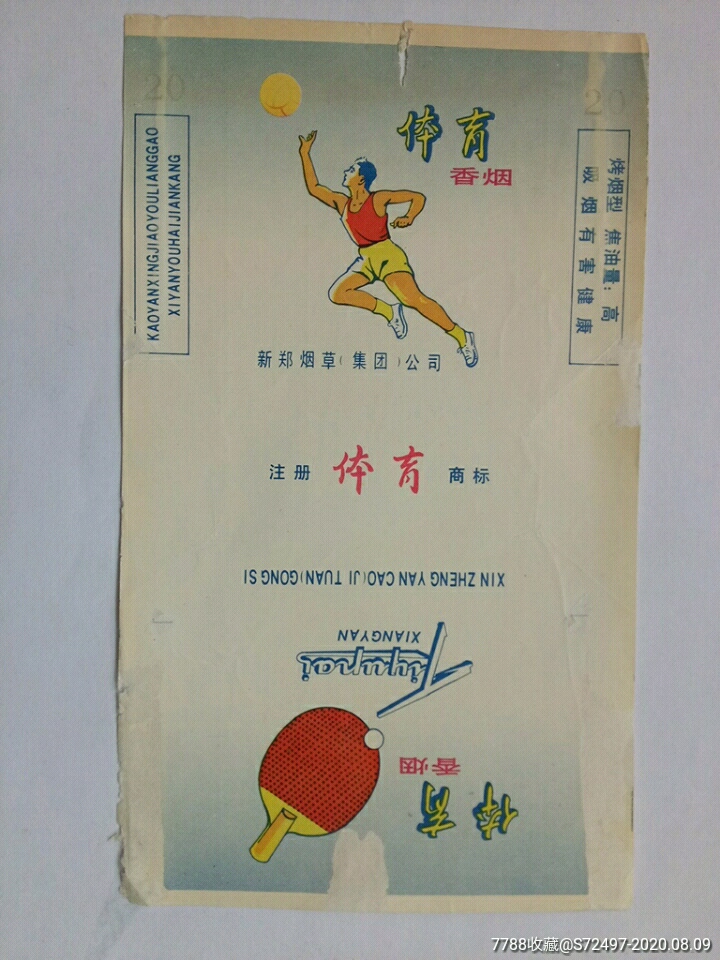 20
20
体育
香烟
KAOYANXINGJIAOYOULIANGGAO
XIYANYOUHAIJIANKANG
烤烟型 焦油量:高
吸烟有害健康
新郑烟草(集团)公司
注册 体育 商标
XIN ZHENG YAN CAO(JI TUAN)GONG SI
XIANGYAN
Tiyupai
香烟
体育
7788收藏@S72497-2020.08.09